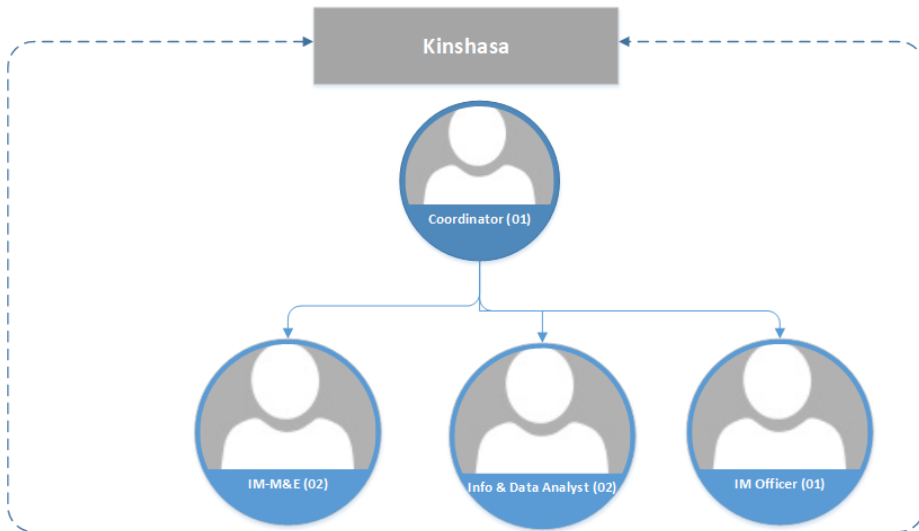 Kinshasa
Coordinator (01)
IM-M&E (02)
Info & Data Analyst (02)
IM Officer (01)